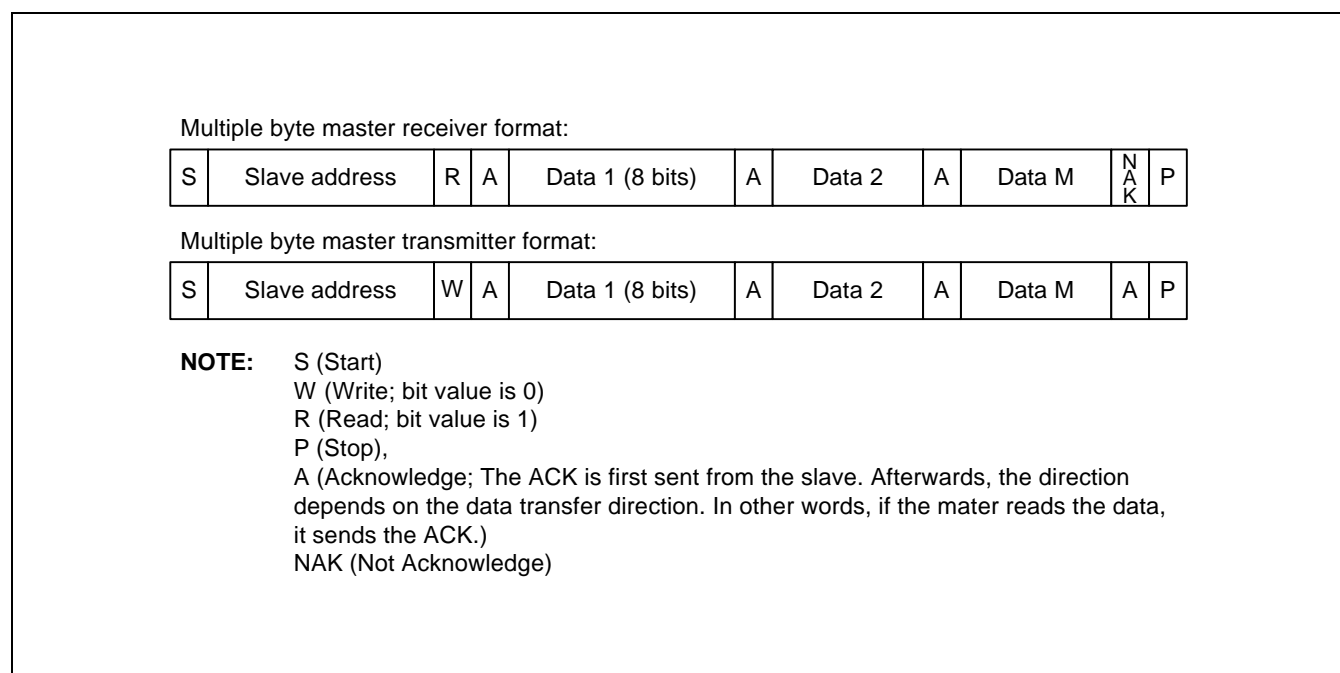 Multiple byte master receiver format:
S Slave address R A Data 1 (8 bits) A Data 2 A Data M NAK P
Multiple byte master transmitter format:
S Slave address W A Data 1 (8 bits) A Data 2 A Data M A P
NOTE: S (Start)
W (Write; bit value is 0)
R (Read; bit value is 1)
P (Stop),
A (Acknowledge; The ACK is first sent from the slave. Afterwards, the direction
depends on the data transfer direction. In other words, if the mater reads the data,
it sends the ACK.)
NAK (Not Acknowledge)